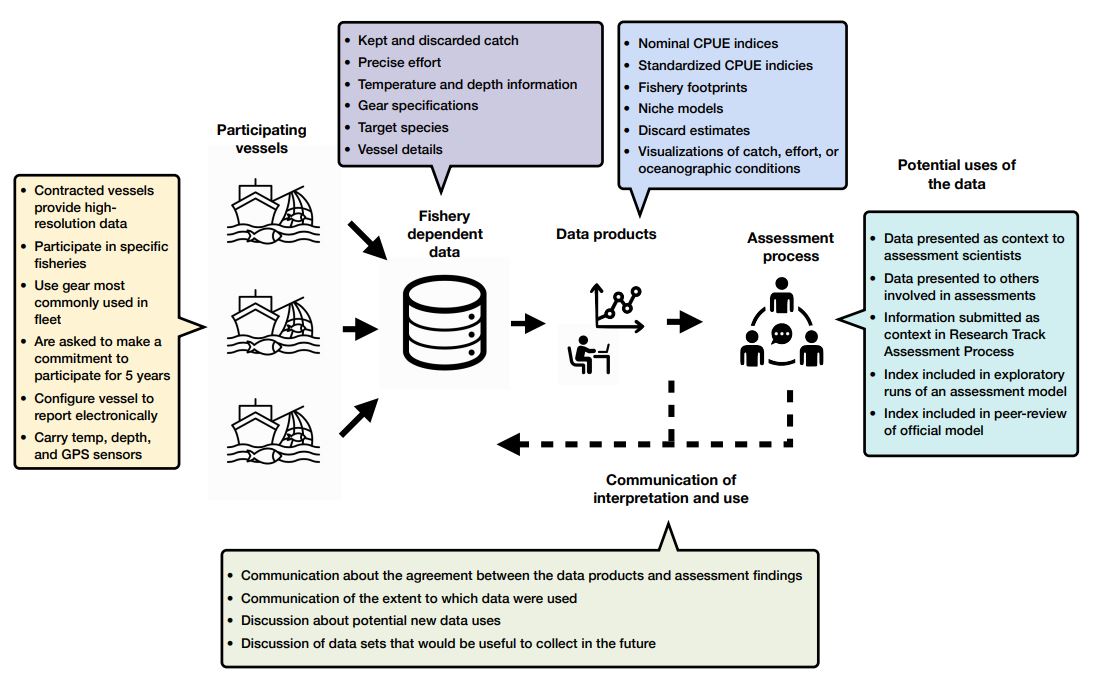 Participating
vessels
• Contracted vessels
provide high-
resolution data
• Participate in specific
fisheries
• Use gear most
commonly used in
fleet
• Are asked to make a
commitment to
participate for 5 years
• Configure vessel to
report electronically
• Carry temp, depth,
and GPS sensors
• Kept and discarded catch
• Precise effort
• Temperature and depth information
• Gear specifications
• Target species
• Vessel details
Fishery
dependent
data
• Nominal CPUE indices
• Standardized CPUE indicies
• Fishery footprints
• Niche models
• Discard estimates
• Visualizations of catch, effort, or
oceanographic conditions
Data products
Assessment
process
Potential uses of
the data
• Data presented as context to
assessment scientists
• Data presented to others
involved in assessments
• Information submitted as
context in Research Track
Assessment Process
• Index included in exploratory
runs of an assessment model
• Index included in peer-review
of official model
Communication of
interpretation and use
• Communication about the agreement between the data products and assessment findings
• Communication of the extent to which data were used
• Discussion about potential new data uses
• Discussion of data sets that would be useful to collect in the future